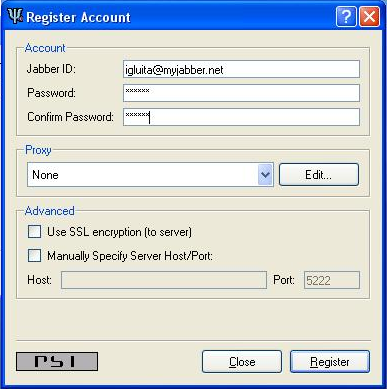 Register Account
Account
Jabber ID: igluita@myjabber.net
Password: ******
Confirm Password: ******
Proxy
None Edit...
Advanced
Use SSL encryption (to server)
Manually Specify Server Host/Port:
Host: Port: 5222
PSI Close Register